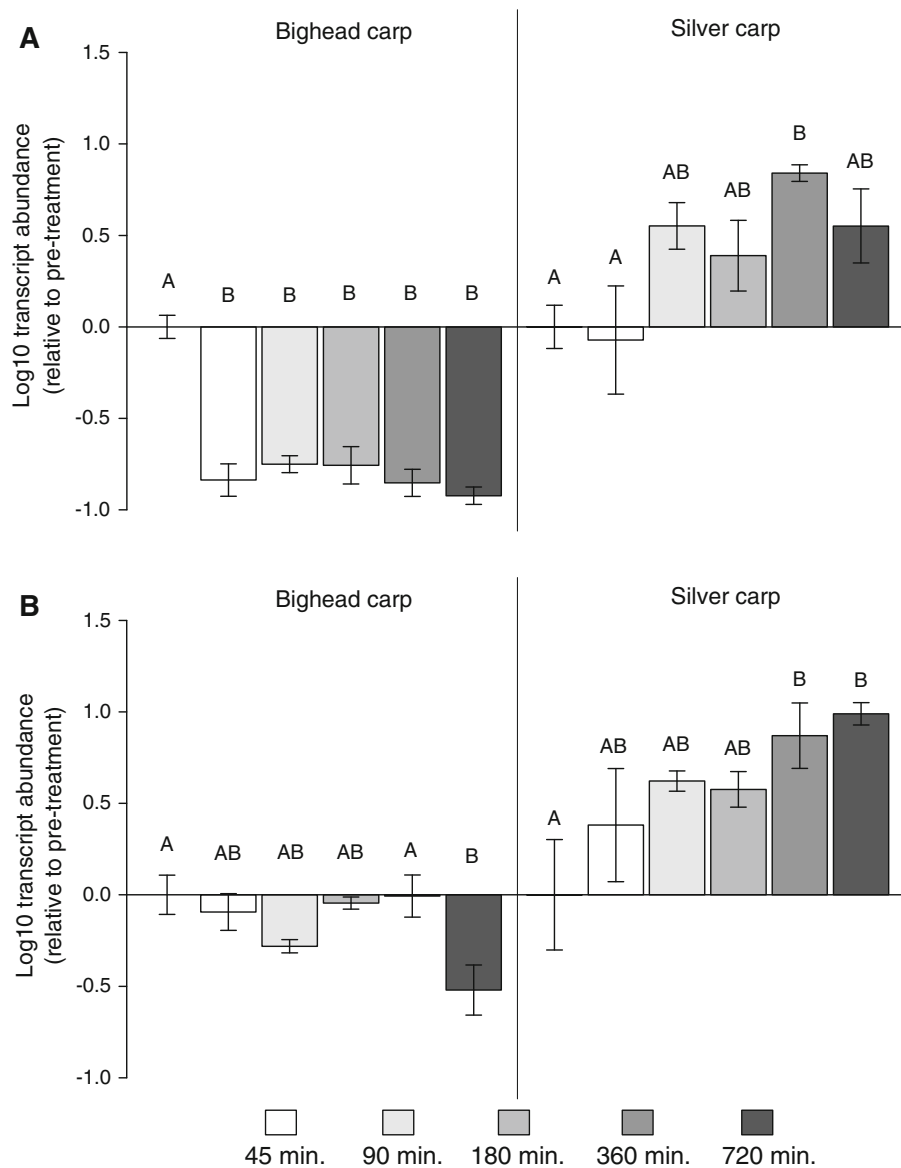 A
Bighead carp
Silver carp
Log10 transcript abundance
(relative to pre-treatment)
1.5
1.0
0.5
0.0
-0.5
-1.0
A
B
B
B
B
B
A
A
AB
AB
B
AB
B
Bighead carp
Silver carp
Log10 transcript abundance
(relative to pre-treatment)
1.5
1.0
0.5
0.0
-0.5
-1.0
A
AB
AB
AB
A
B
A
AB
AB
AB
B
B
45 min.
90 min.
180 min.
360 min.
720 min.